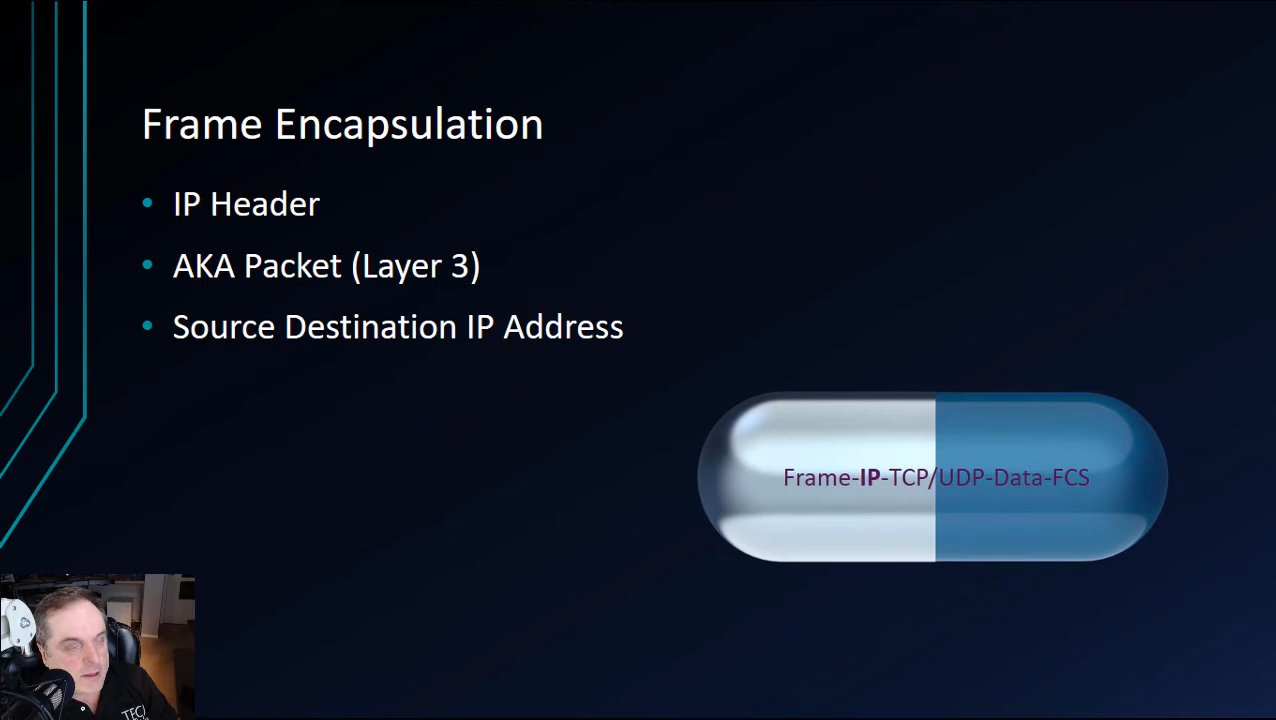 Frame Encapsulation
• IP Header
• AKA Packet (Layer 3)
• Source Destination IP Address
Frame-IP-TCP/UDP-Data-FCS